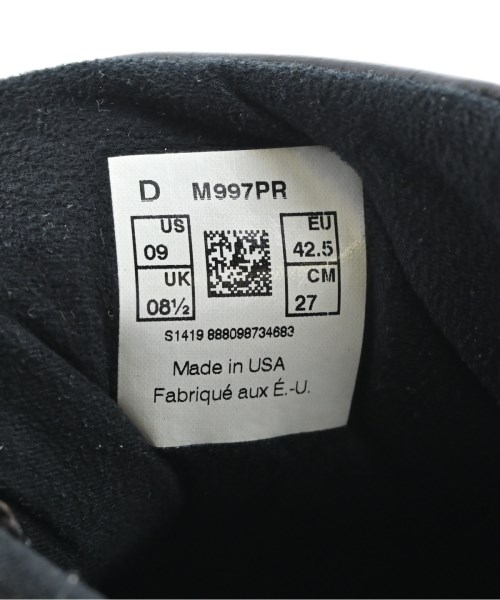 D M997PR
US
09
UK
08½
EU
42.5
CM
27
S1419 888098734683
Made in USA
Fabriqué aux É.-U.